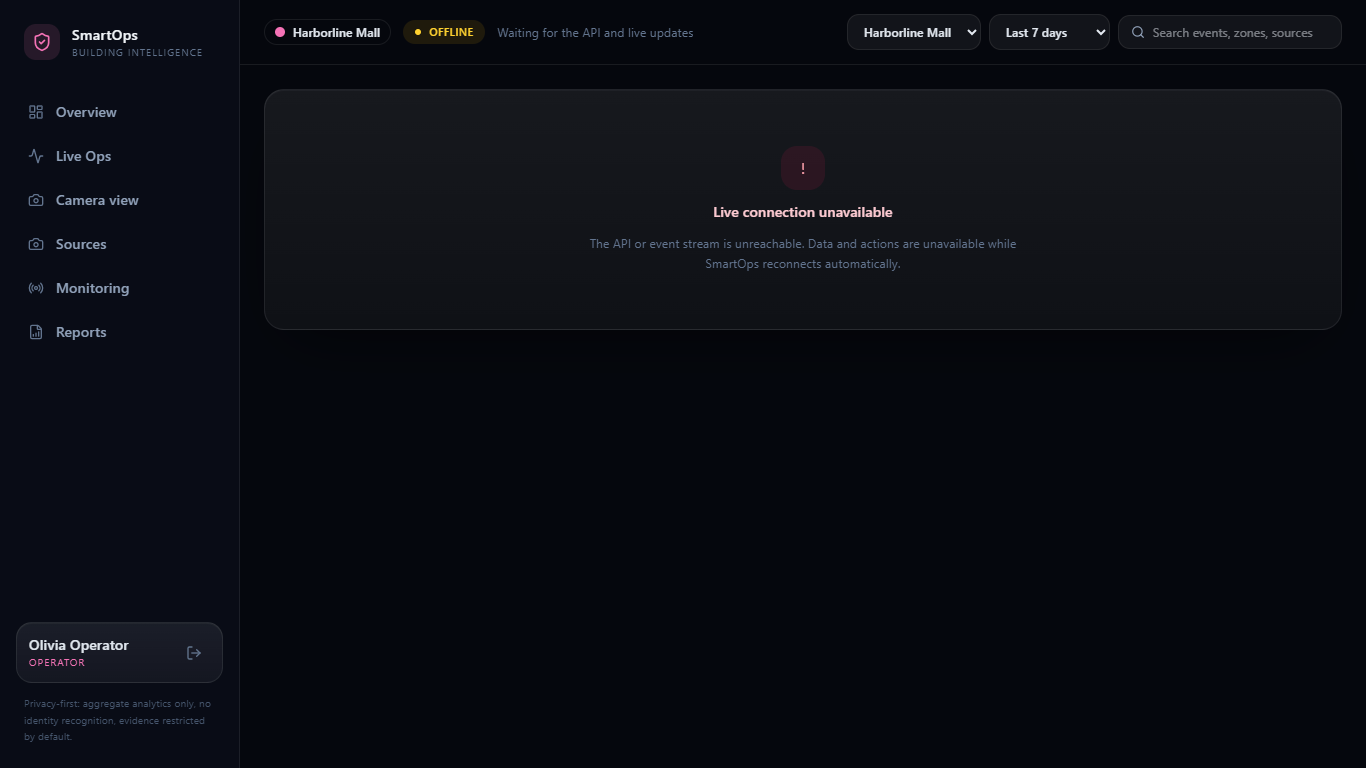 SmartOps
BUILDING INTELLIGENCE
Overview
Live Ops
Camera view
Sources
Monitoring
Reports
Olivia Operator
OPERATOR
Privacy-first: aggregate analytics only, no
identity recognition, evidence restricted
by default.
Harborline Mall
OFFLINE
Waiting for the API and live updates
Harborline Mall
Last 7 days
Search events, zones, sources
!
Live connection unavailable
The API or event stream is unreachable. Data and actions are unavailable while
SmartOps reconnects automatically.